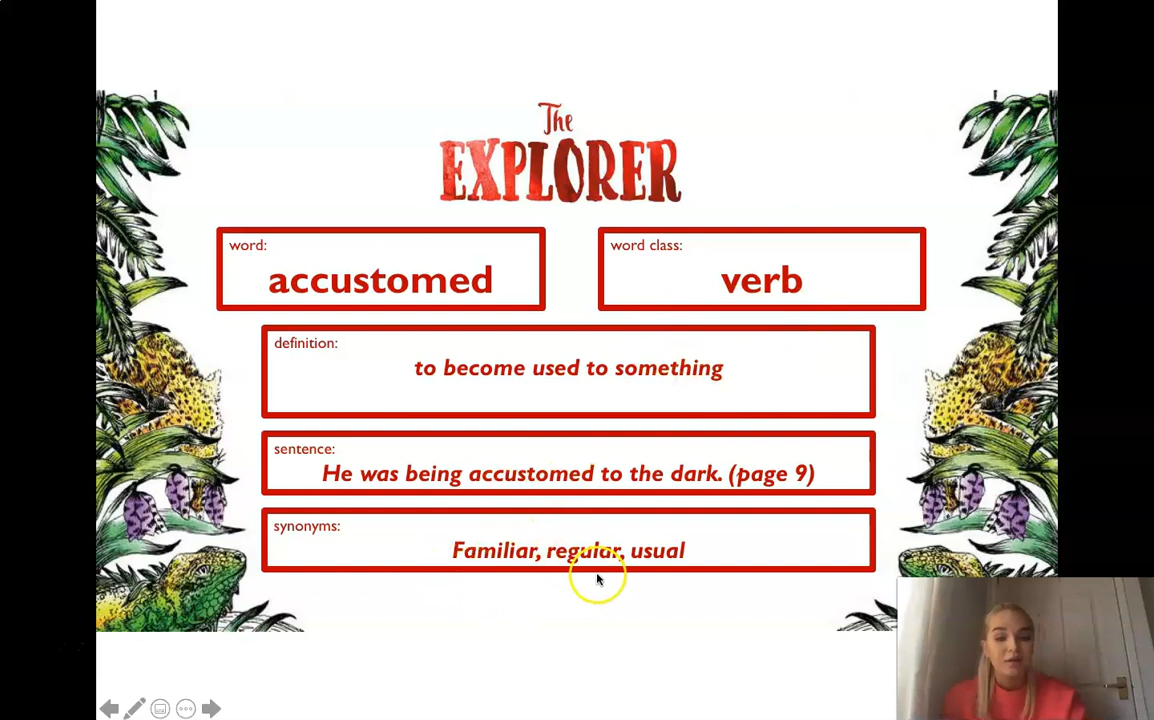 The
EXPLORER
word:
accustomed
word class:
verb
definition:
to become used to something
sentence:
He was being accustomed to the dark. (page 9)
synonyms:
Familiar, regular, usual